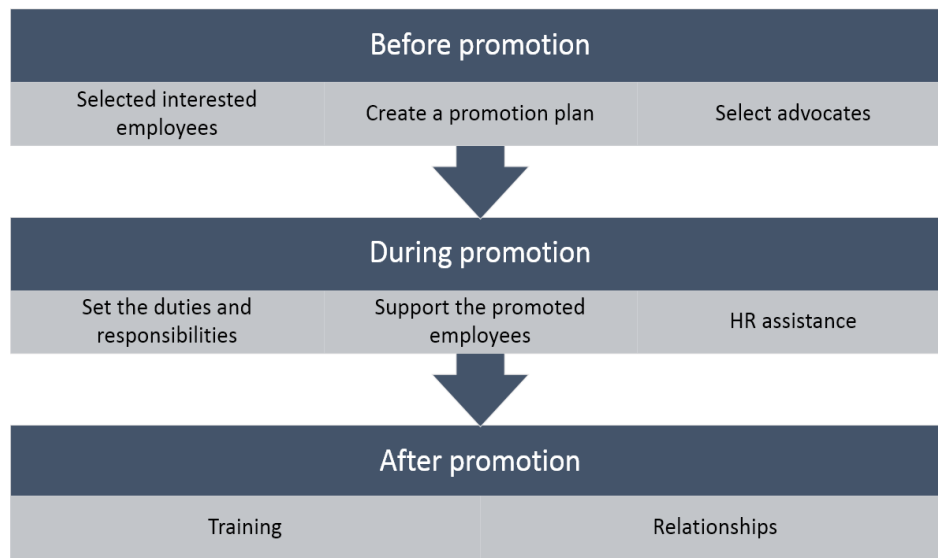 Before promotion
Selected interested
employees
Create a promotion plan
Select advocates
During promotion
Set the duties and
responsibilities
Support the promoted
employees
HR assistance
After promotion
Training
Relationships